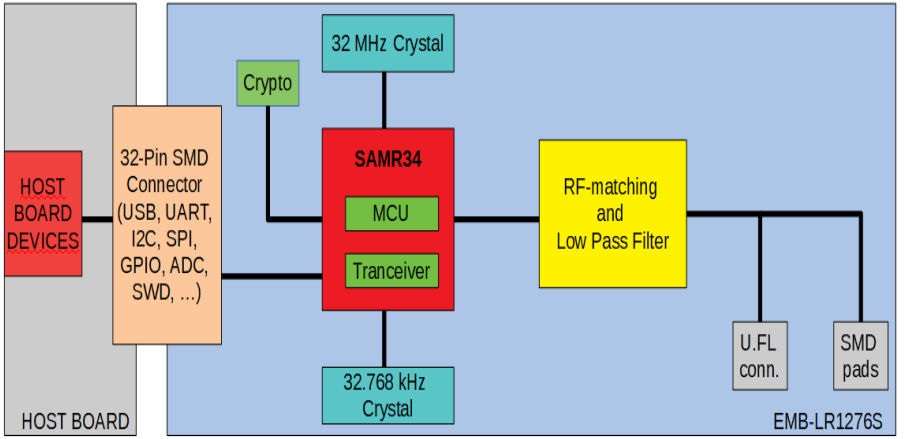 32 MHz Crystal
Crypto
32-Pin SMD
Connector
(USB, UART,
I2C, SPI,
GPIO, ADC,
SWD, ...)
HOST
BOARD
DEVICES
SAMR34
MCU
Tranceiver
RF-matching
and
Low Pass Filter
U.FL
conn.
SMD
pads
32.768 kHz
Crystal
HOST BOARD
EMB-LR1276S